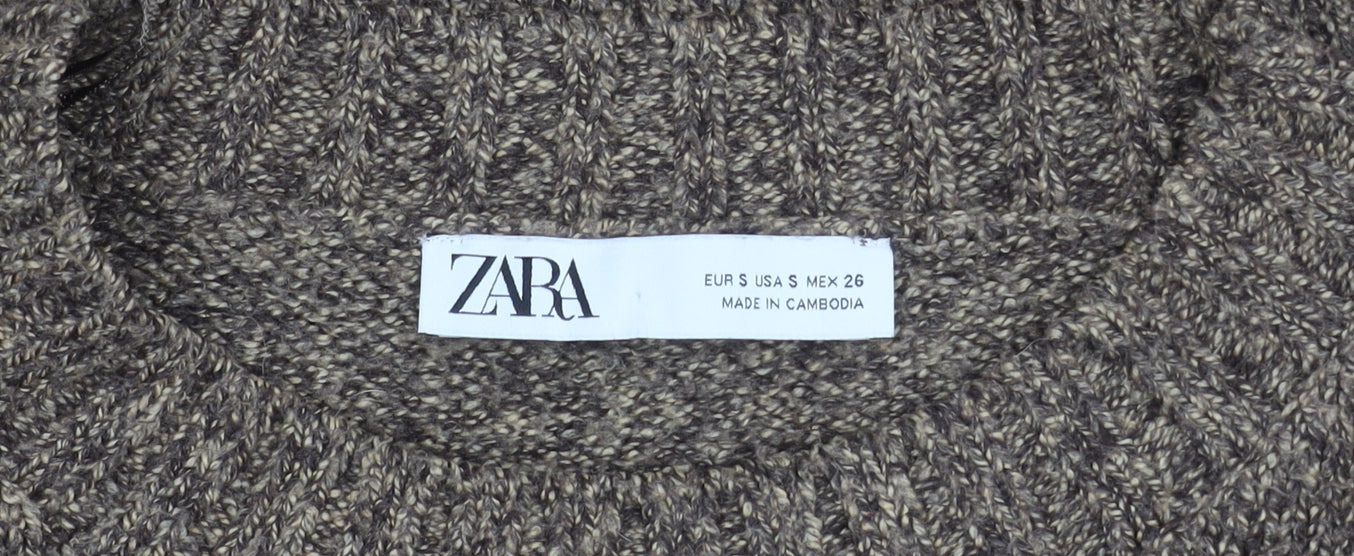 ZARA
EUR S USA S MEX 26
MADE IN CAMBODIA